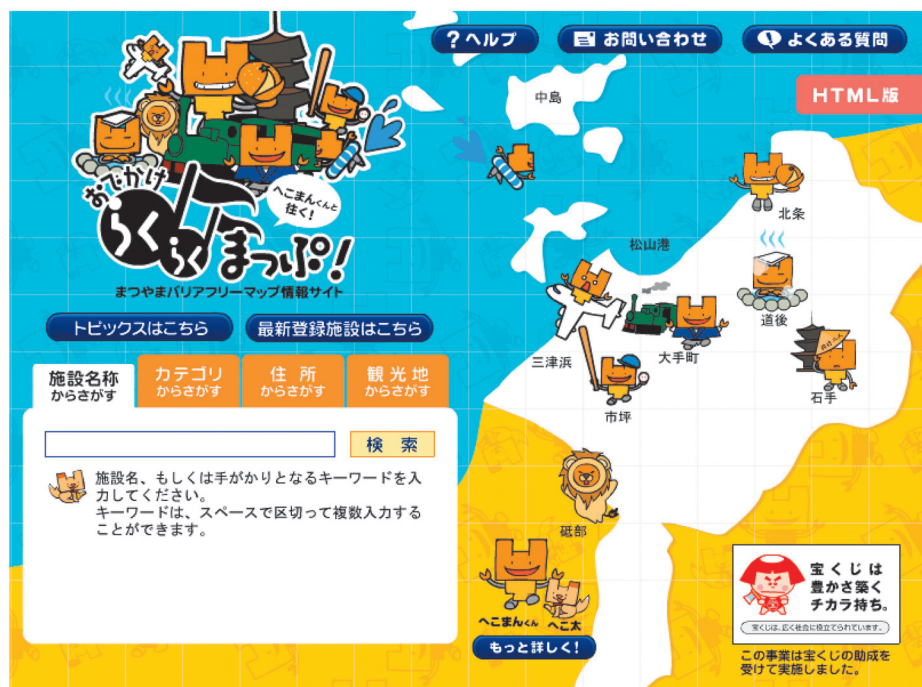 ？ヘルプ
お問い合わせ
よくある質問
HTML版
おでかけ
らくらくまっぷ！
へこまんくんと
往く！
まつやまバリアフリーマップ情報サイト
トピックスはこちら
最新登録施設はこちら
施設名称
からさがす
カテゴリ
からさがす
住所
からさがす
観光地
からさがす
検索
施設名、もしくは手がかりとなるキーワードを入
力してください。
キーワードは、スペースで区切って複数入力する
ことができます。
中島
北条
松山港
道後
三津浜
大手町
石手
市坪
砥部
へこまんくん
へこ太
もっと詳しく！
宝くじは
豊かさ築く
チカラ持ち。
宝くじは、広く社会に役立てられています。
この事業は宝くじの助成を
受けて実施しました。